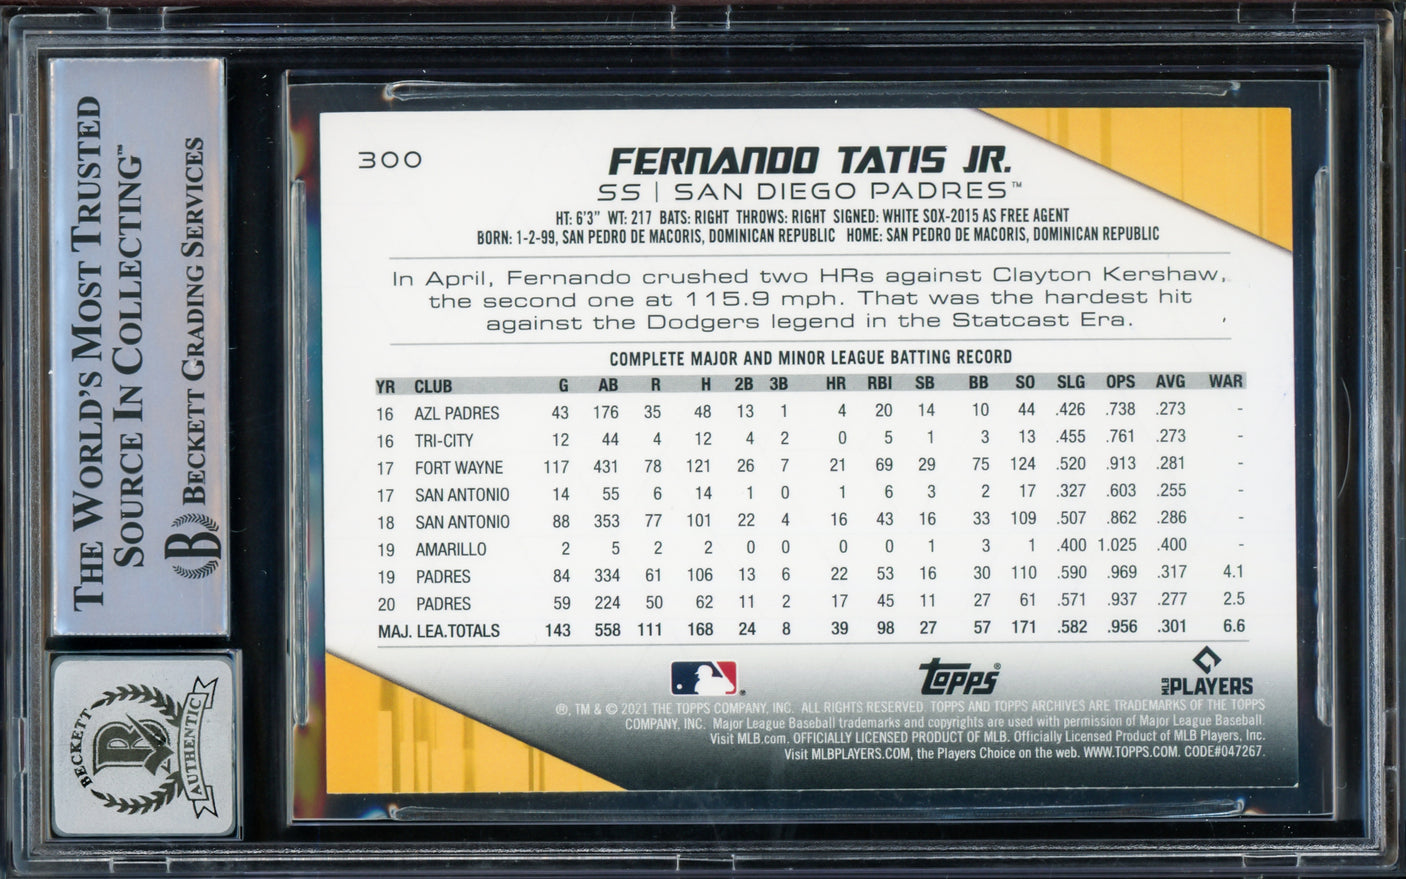 THE WORLD'S MOST TRUSTED
SOURCE IN COLLECTING™
B BECKETT GRADING SERVICES
BECKETT
B
AUTHENTIC
300
FERNANDO TATIS JR.
SS | SAN DIEGO PADRES™
HT: 6'3" WT: 217 BATS: RIGHT THROWS: RIGHT SIGNED: WHITE SOX-2015 AS FREE AGENT
BORN: 1-2-99, SAN PEDRO DE MACORIS, DOMINICAN REPUBLIC HOME: SAN PEDRO DE MACORIS, DOMINICAN REPUBLIC
In April, Fernando crushed two HRs against Clayton Kershaw,
the second one at 115.9 mph. That was the hardest hit
against the Dodgers legend in the Statcast Era.
COMPLETE MAJOR AND MINOR LEAGUE BATTING RECORD
YR CLUB G AB R H 2B 3B HR RBI SB BB SO SLG OPS AVG WAR
16 AZL PADRES 43 176 35 48 13 1 4 20 14 10 44 .426 .738 .273 -
16 TRI-CITY 12 44 4 12 4 2 0 5 1 3 13 .455 .761 .273 -
17 FORT WAYNE 117 431 78 121 26 7 21 69 29 75 124 .520 .913 .281 -
17 SAN ANTONIO 14 55 6 14 1 0 1 6 3 2 17 .327 .603 .255 -
18 SAN ANTONIO 88 353 77 101 22 4 16 43 16 33 109 .507 .862 .286 -
19 AMARILLO 2 5 2 2 0 0 0 0 1 3 1 .400 1.025 .400 -
19 PADRES 84 334 61 106 13 6 22 53 16 30 110 .590 .969 .317 4.1
20 PADRES 59 224 50 62 11 2 17 45 11 27 61 .571 .937 .277 2.5
MAJ. LEA.TOTALS 143 558 111 168 24 8 39 98 27 57 171 .582 .956 .301 6.6
Topps®
MLB PLAYERS
®, TM & © 2021 THE TOPPS COMPANY, INC. ALL RIGHTS RESERVED. TOPPS AND TOPPS ARCHIVES ARE TRADEMARKS OF THE TOPPS
COMPANY, INC. Major League Baseball trademarks and copyrights are used with permission of Major League Baseball.
Visit MLB.com. OFFICIALLY LICENSED PRODUCT OF MLB. Officially Licensed Product of MLB Players, Inc.
Visit MLBPLAYERS.COM, the Players Choice on the web. WWW.TOPPS.COM. CODE#047267.